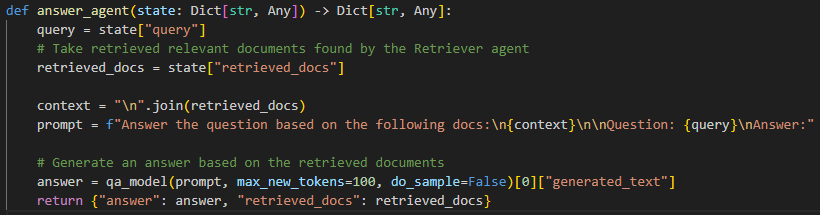 def answer_agent(state: Dict[str, Any]) -> Dict[str, Any]:
    query = state["query"]
    # Take retrieved relevant documents found by the Retriever agent
    retrieved_docs = state["retrieved_docs"]

    context = "\n".join(retrieved_docs)
    prompt = f"Answer the question based on the following docs:\n{context}\n\nQuestion: {query}\nAnswer:"

    # Generate an answer based on the retrieved documents
    answer = qa_model(prompt, max_new_tokens=100, do_sample=False)[0]["generated_text"]
    return {"answer": answer, "retrieved_docs": retrieved_docs}